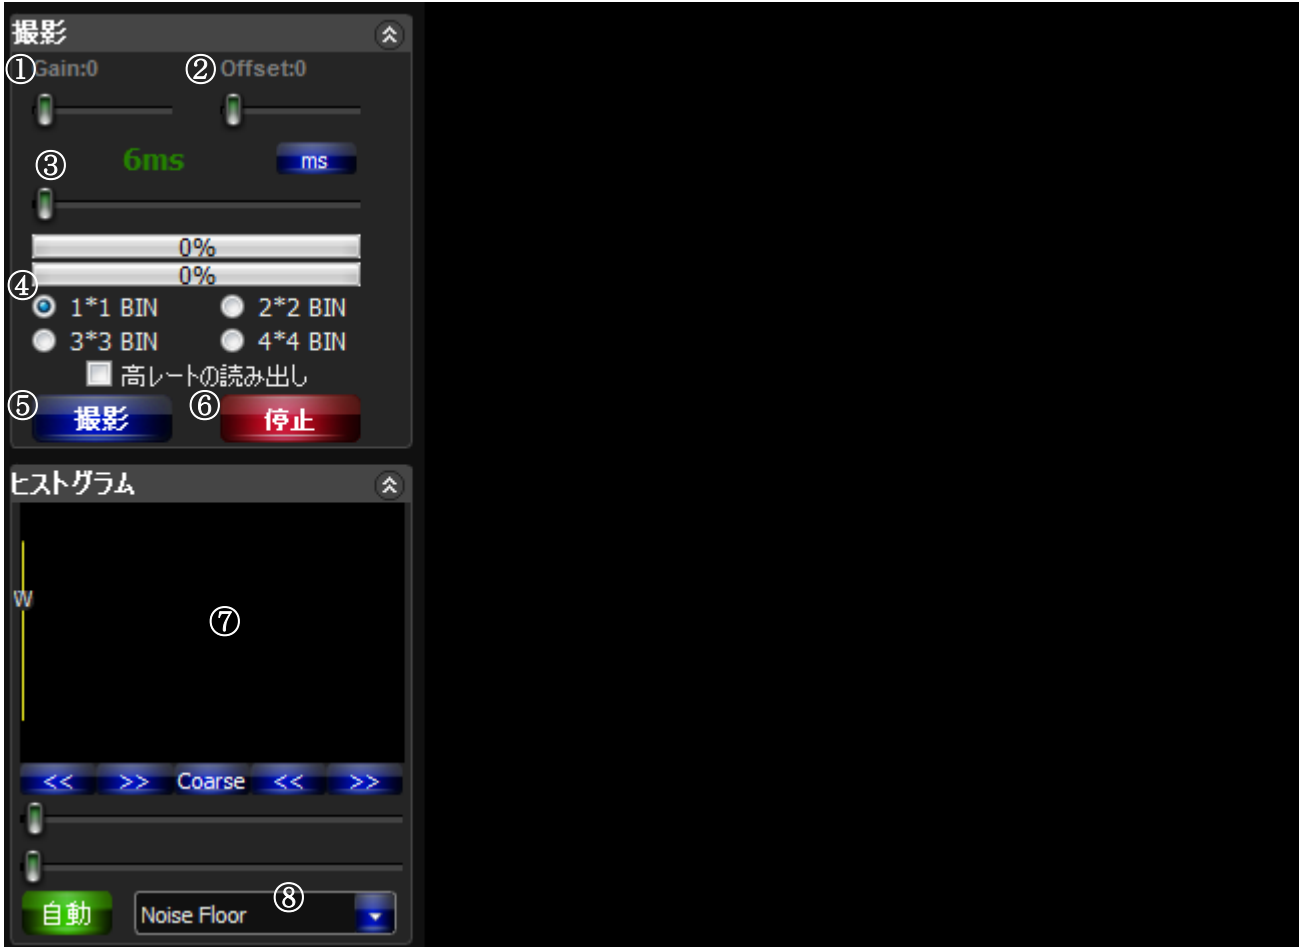 撮影
①Gain:0 ②Offset:0
③ 6ms ms
0%
0%
④
1*1 BIN 2*2 BIN
3*3 BIN 4*4 BIN
高レートの読み出し
⑤ 撮影 ⑥ 停止
ヒストグラム
W
⑦
<< >> Coarse << >>
⑧
自動 Noise Floor